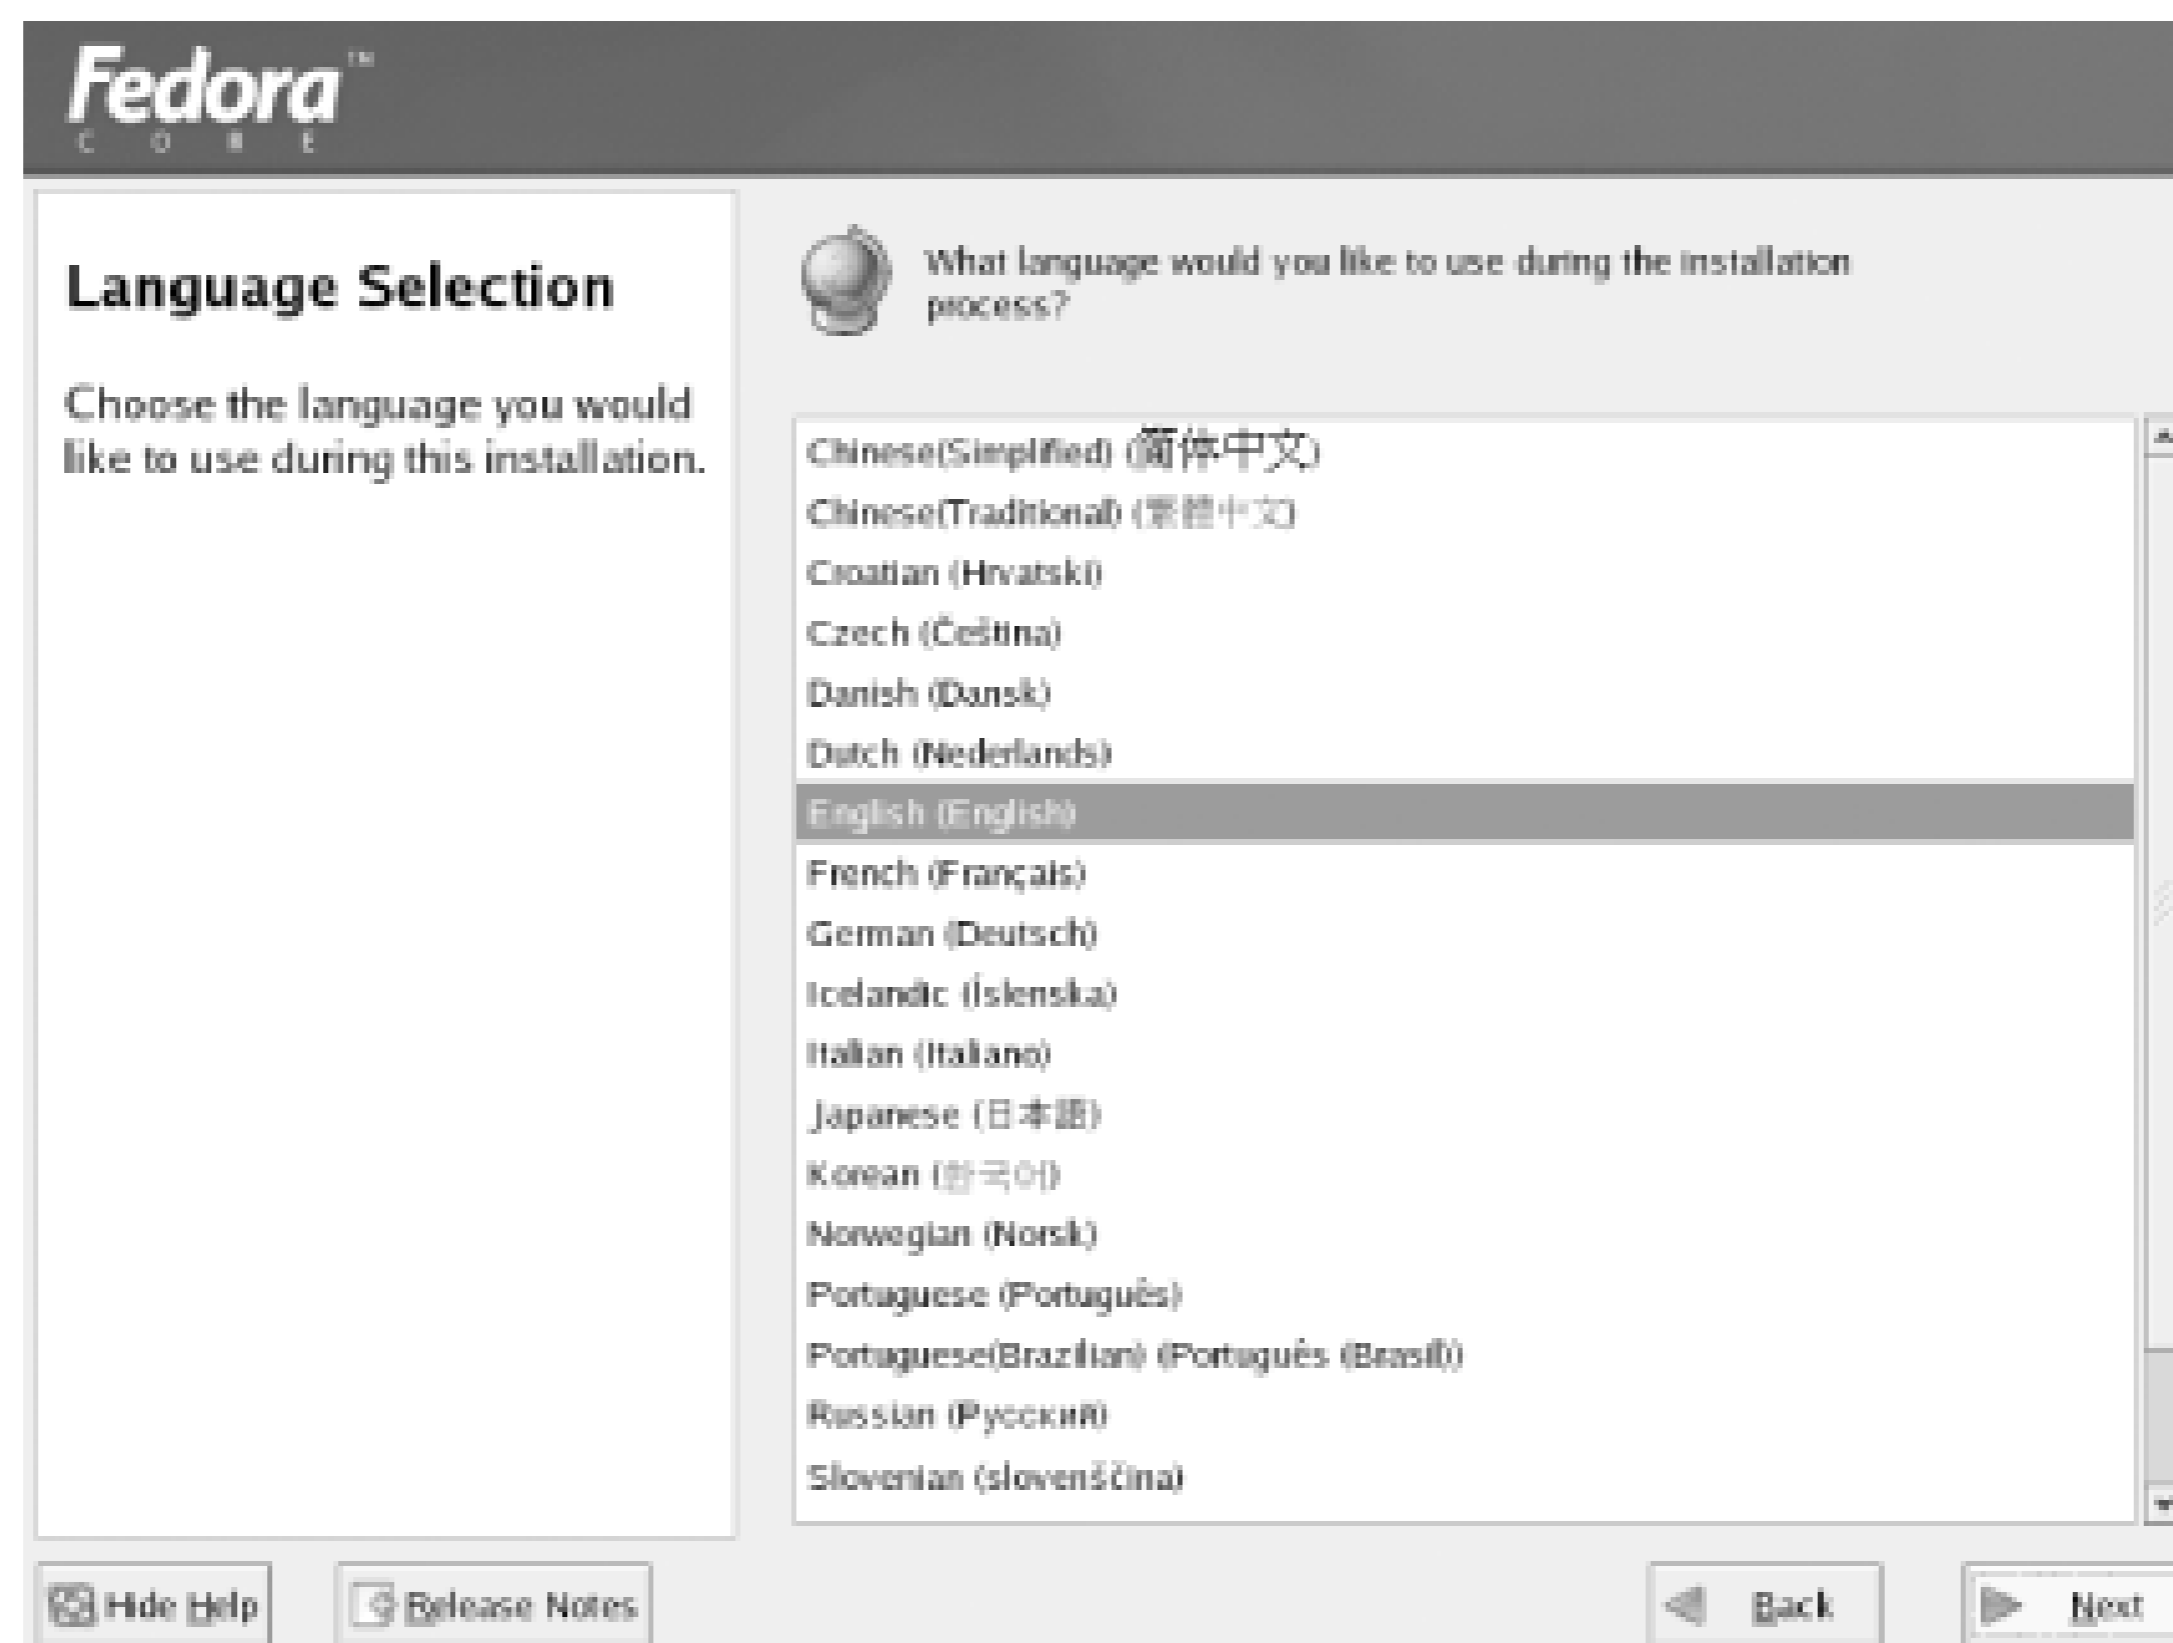 Fedora™
CORE
Language Selection
Choose the language you would
like to use during this installation.
What language would you like to use during the installation
process?
Chinese(Simplified) (简体中文)
Chinese(Traditional) (繁體中文)
Croatian (Hrvatski)
Czech (Čeština)
Danish (Dansk)
Dutch (Nederlands)
English (English)
French (Français)
German (Deutsch)
Icelandic (Íslenska)
Italian (Italiano)
Japanese (日本語)
Korean (한국어)
Norwegian (Norsk)
Portuguese (Português)
Portuguese(Brazilian) (Português (Brasil))
Russian (Русский)
Slovenian (slovenščina)
Hide Help
Release Notes
Back
Next